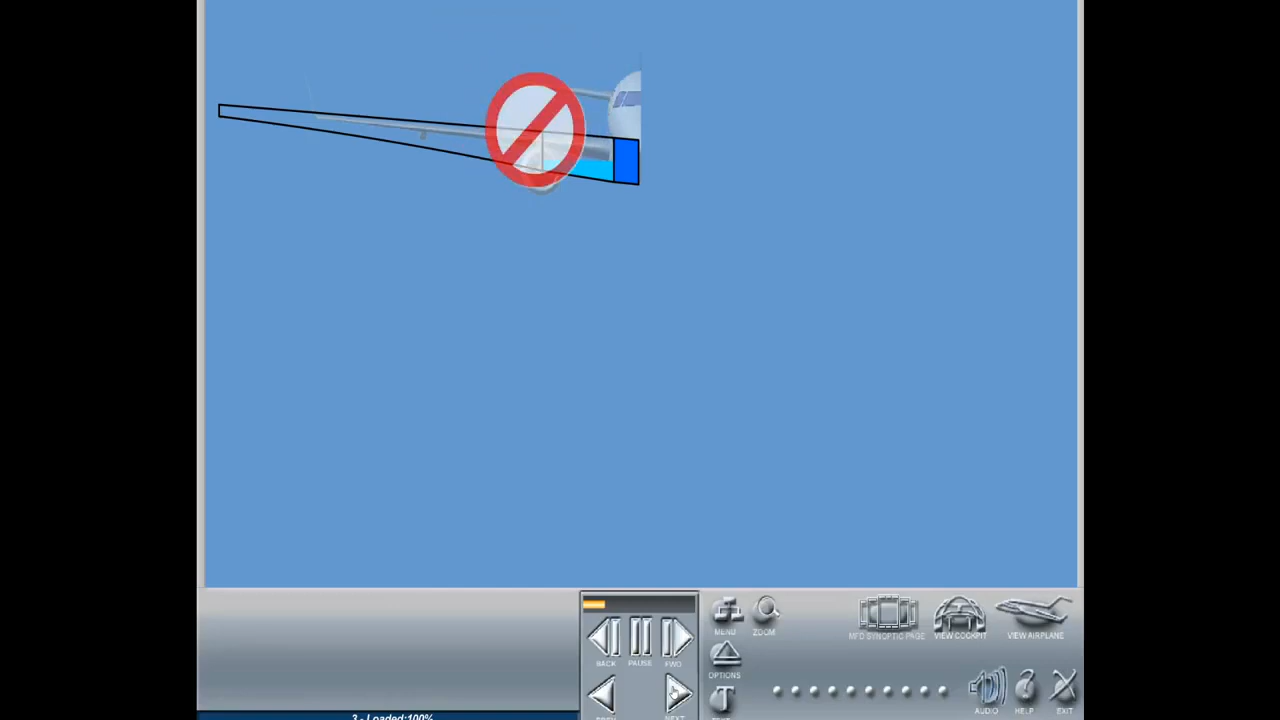 MENU
ZOOM
MFD SYNOPTIC PAGE
VIEW COCKPIT
VIEW AIRPLANE
BACK
PAUSE
FWD
OPTIONS
T
AUDIO
HELP
EXIT
NEXT
3 - Loaded:100%